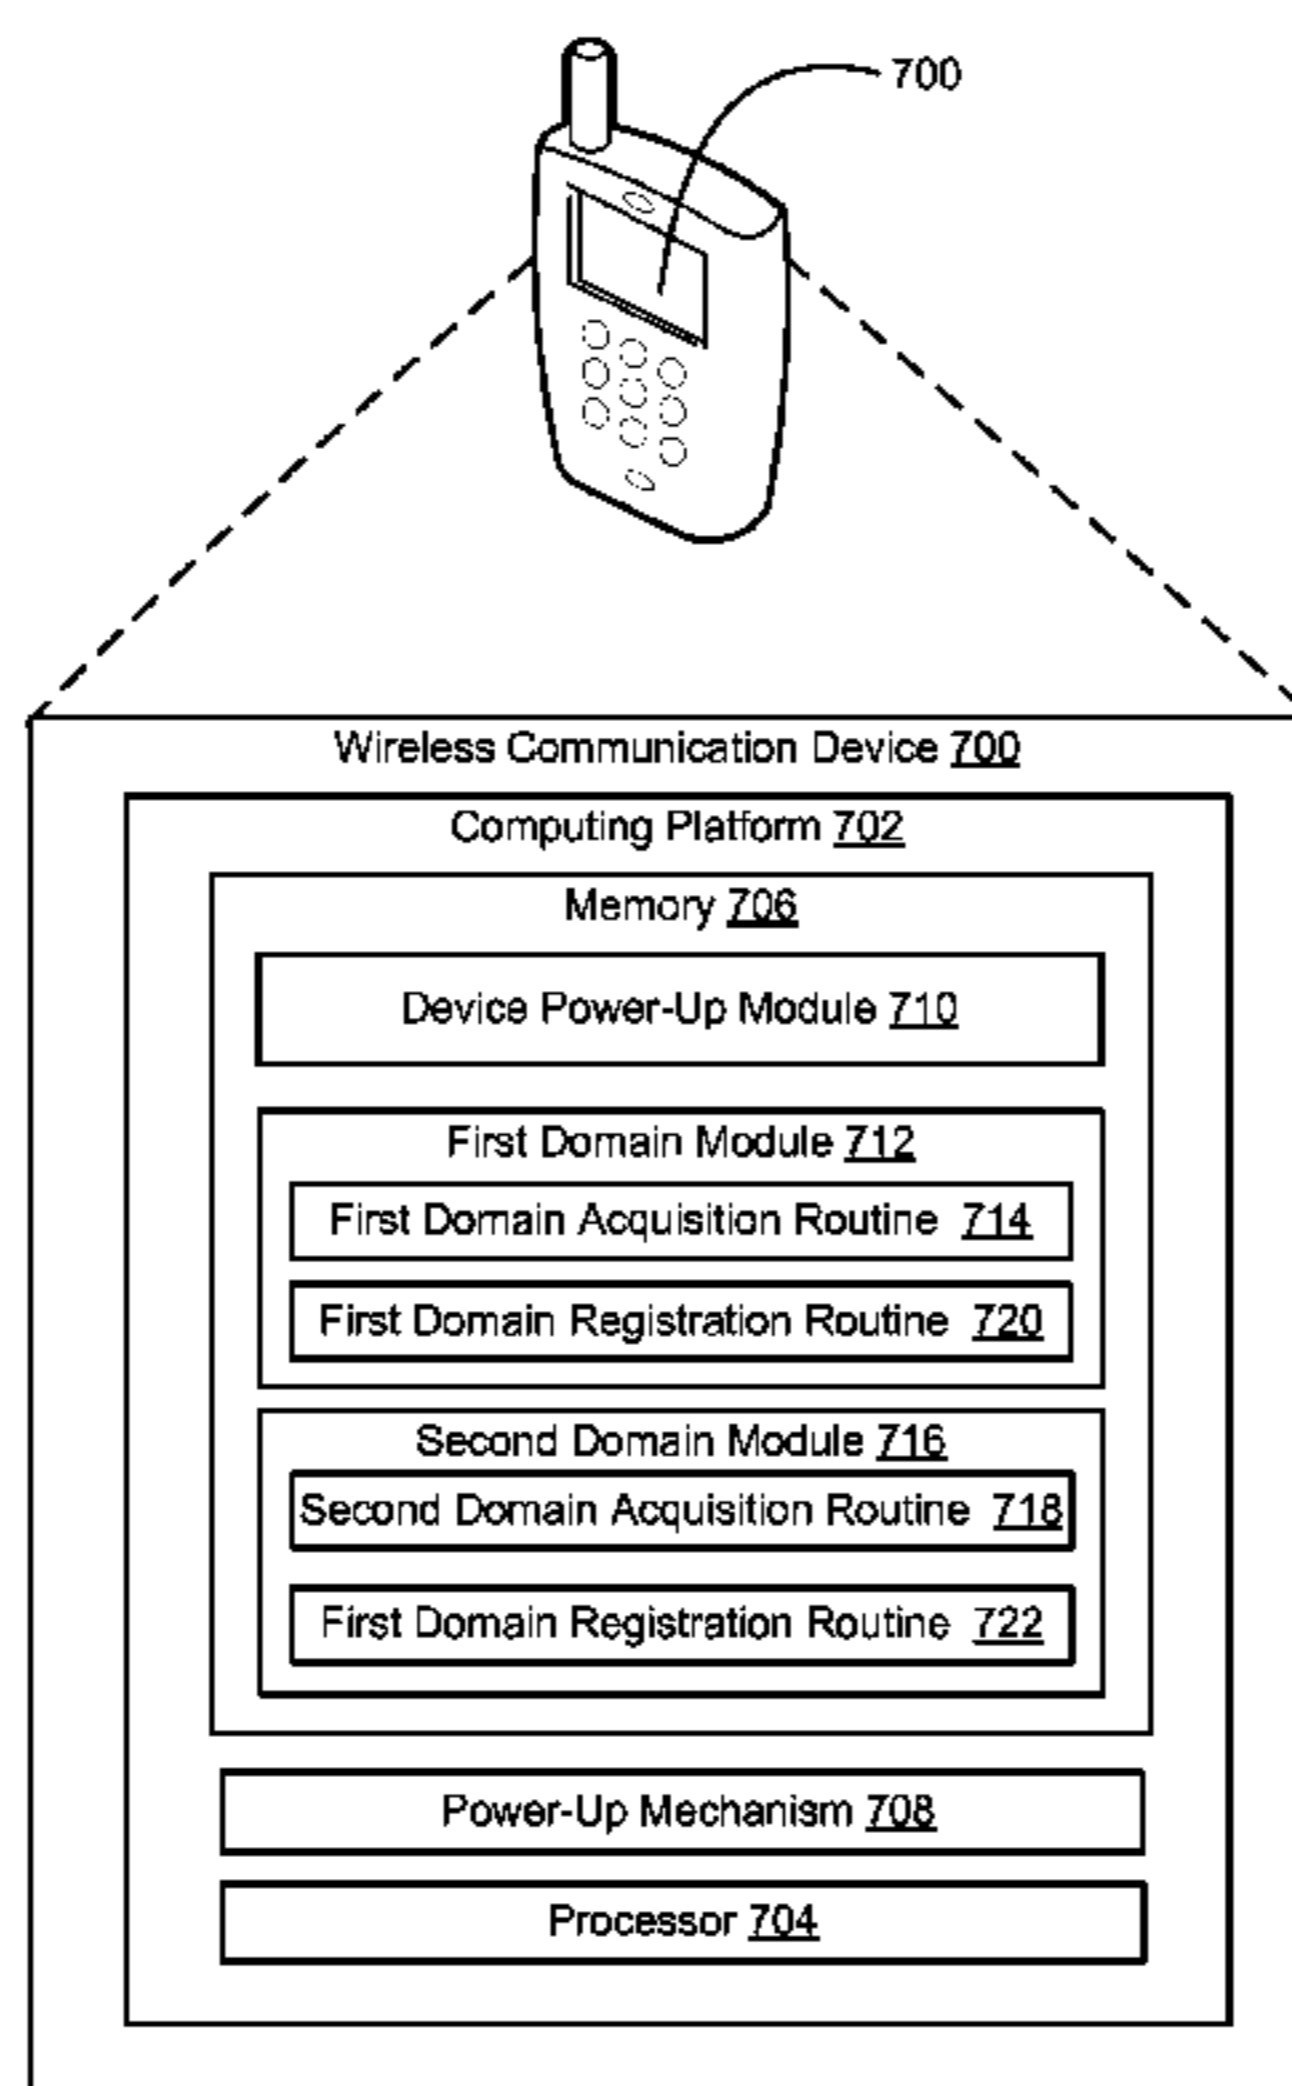 700
Wireless Communication Device 700
Computing Platform 702
Memory 706
Device Power-Up Module 710
First Domain Module 712
First Domain Acquisition Routine 714
First Domain Registration Routine 720
Second Domain Module 716
Second Domain Acquisition Routine 718
First Domain Registration Routine 722
Power-Up Mechanism 708
Processor 704